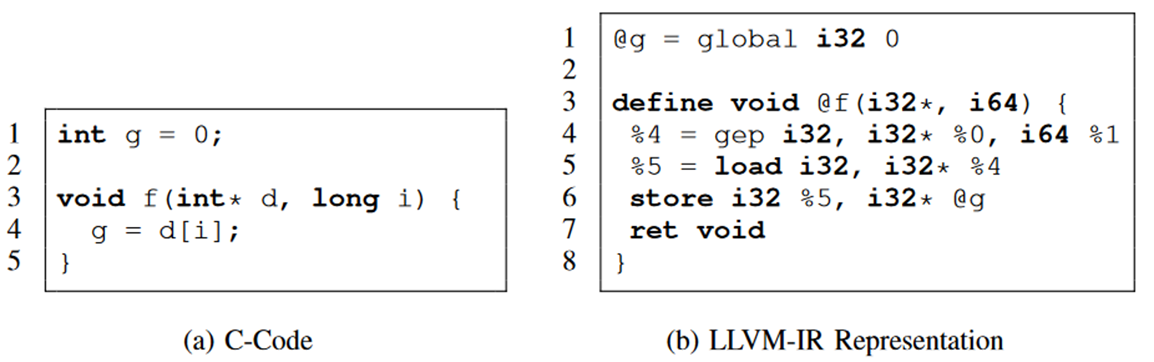 1 int g = 0;
2
3 void f(int* d, long i) {
4 g = d[i];
5 }
(a) C-Code
1 @g = global i32 0
2
3 define void @f(i32*, i64) {
4 %4 = gep i32, i32* %0, i64 %1
5 %5 = load i32, i32* %4
6 store i32 %5, i32* @g
7 ret void
8 }
(b) LLVM-IR Representation